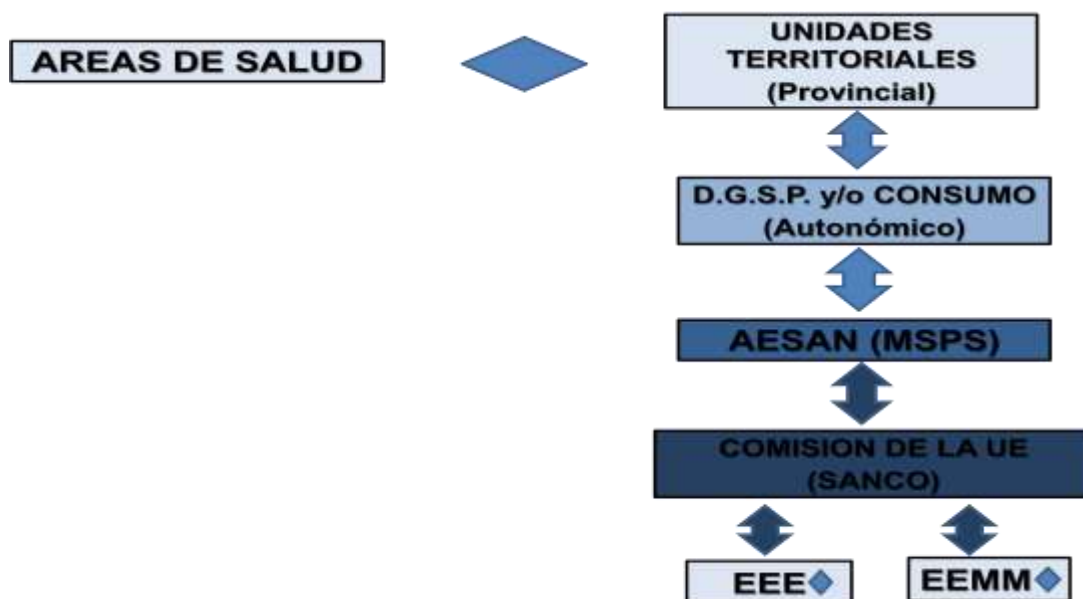 AREAS DE SALUD
UNIDADES
TERRITORIALES
(Provincial)
D.G.S.P. y/o CONSUMO
(Autonómico)
AESAN (MSPS)
COMISION DE LA UE
(SANCO)
EEE
EEMM